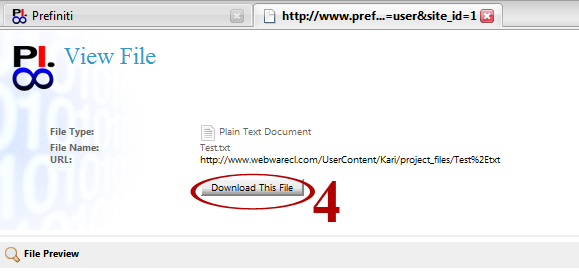 Prefiniti
http://www.pref...=user&site_id=1
PI.
View File
File Type:
Plain Text Document
File Name:
Test.txt
URL:
http://www.webwarecl.com/UserContent/Kari/project_files/Test%2Etxt
Download This File
4
File Preview